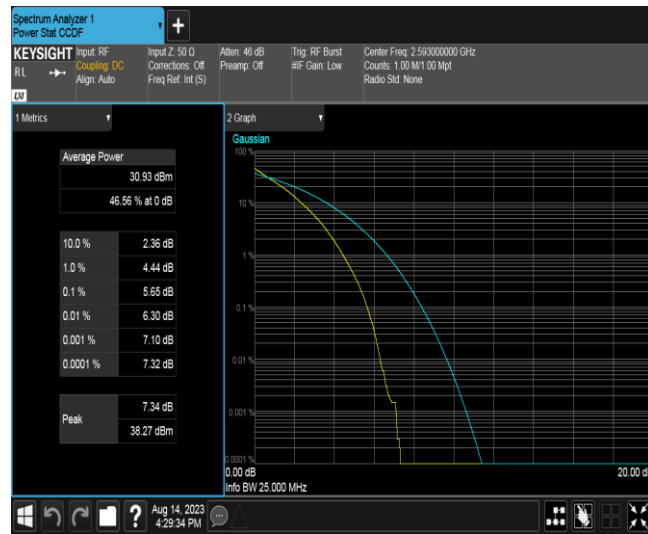 Spectrum Analyzer 1
Power Stat CCDF
KEYSIGHT
RL
LXI
Input: RF
Coupling: DC
Align: Auto
Input Z: 50 Ω
Corrections: Off
Freq Ref: Int (S)
Atten: 46 dB
Preamp: Off
Trig: RF Burst
#IF Gain: Low
Center Freq: 2.593000000 GHz
Counts: 1.00 M/1.00 Mpt
Radio Std: None
1 Metrics
Average Power
30.93 dBm
46.56 % at 0 dB
10.0 % 2.36 dB
1.0 % 4.44 dB
0.1 % 5.65 dB
0.01 % 6.30 dB
0.001 % 7.10 dB
0.0001 % 7.32 dB
Peak
7.34 dB
38.27 dBm
2 Graph
Gaussian
100 %
10 %
1 %
0.1 %
0.01 %
0.001 %
0.0001 %
0.00 dB
20.00 d
Info BW 25.000 MHz
?
Aug 14, 2023
4:29:34 PM